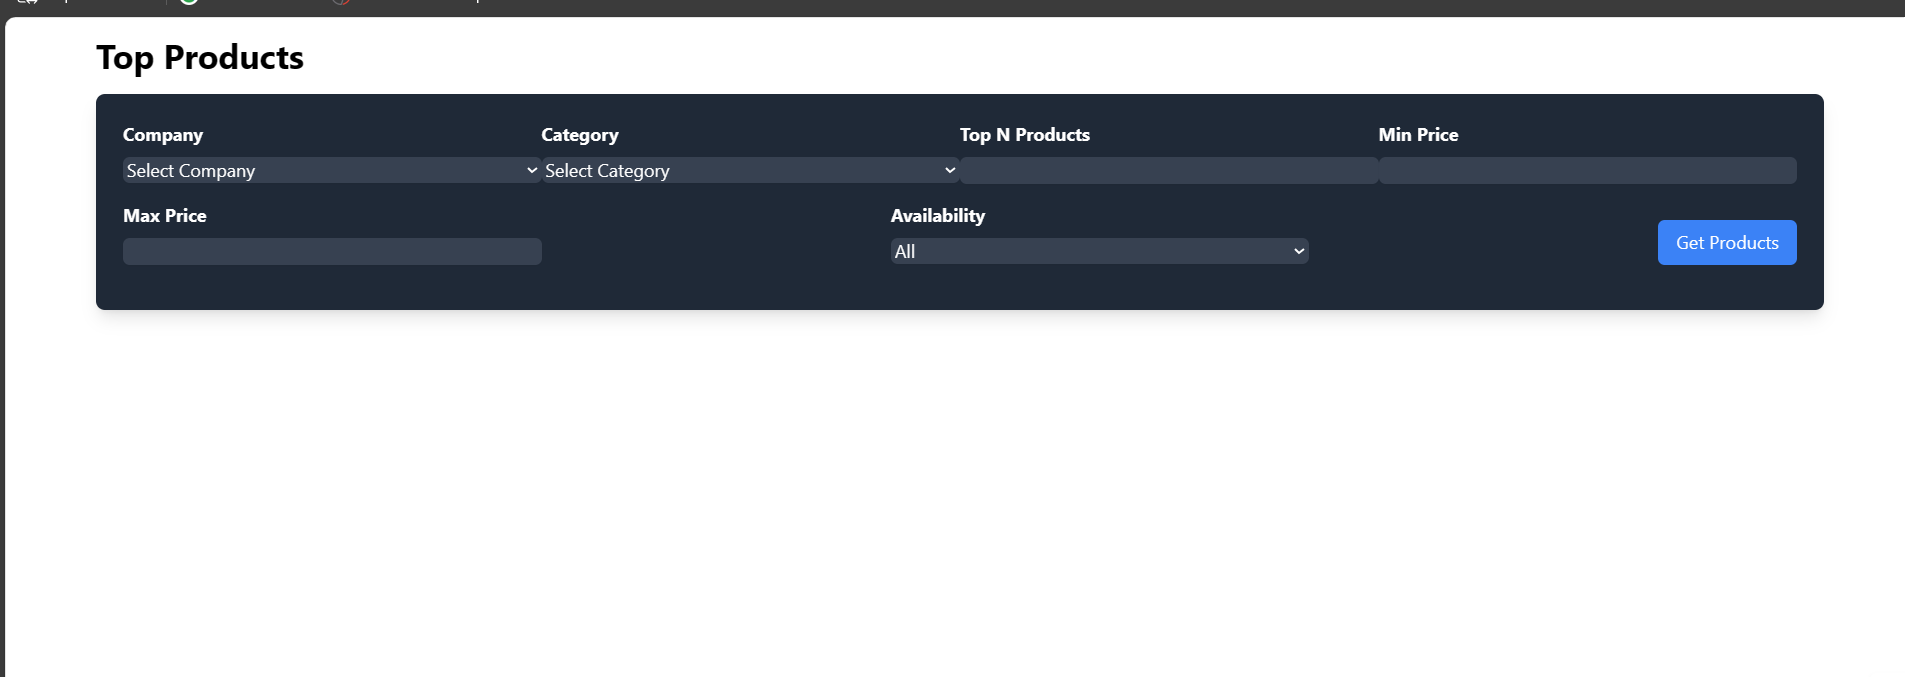 Top Products
Company Category Top N Products Min Price
Select Company Select Category
Max Price Availability
All Get Products